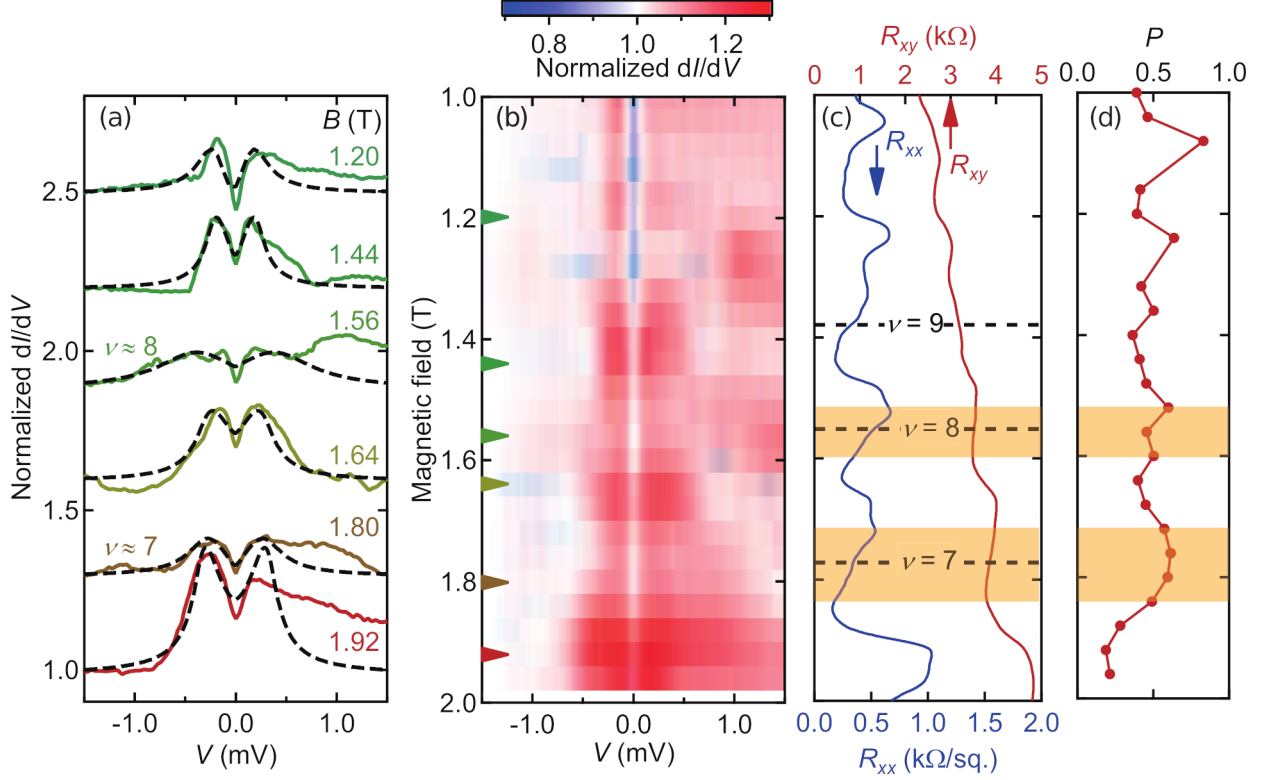 0.8 1.0 1.2
Normalized dI/dV
(a)
B (T)
1.20
1.44
1.56
ν ≈ 8
1.64
1.80
ν ≈ 7
1.92
2.5
2.0
1.5
1.0
Normalized dI/dV
-1.0 0.0 1.0
V (mV)
(b)
1.0
1.2
1.4
1.6
1.8
2.0
Magnetic field (T)
-1.0 0.0 1.0
V (mV)
Rxy (kΩ)
0 1 2 3 4 5
(c)
Rxx
Rxy
ν = 9
ν = 8
ν = 7
0.0 0.5 1.0 1.5 2.0
Rxx (kΩ/sq.)
P
0.0 0.5 1.0
(d)